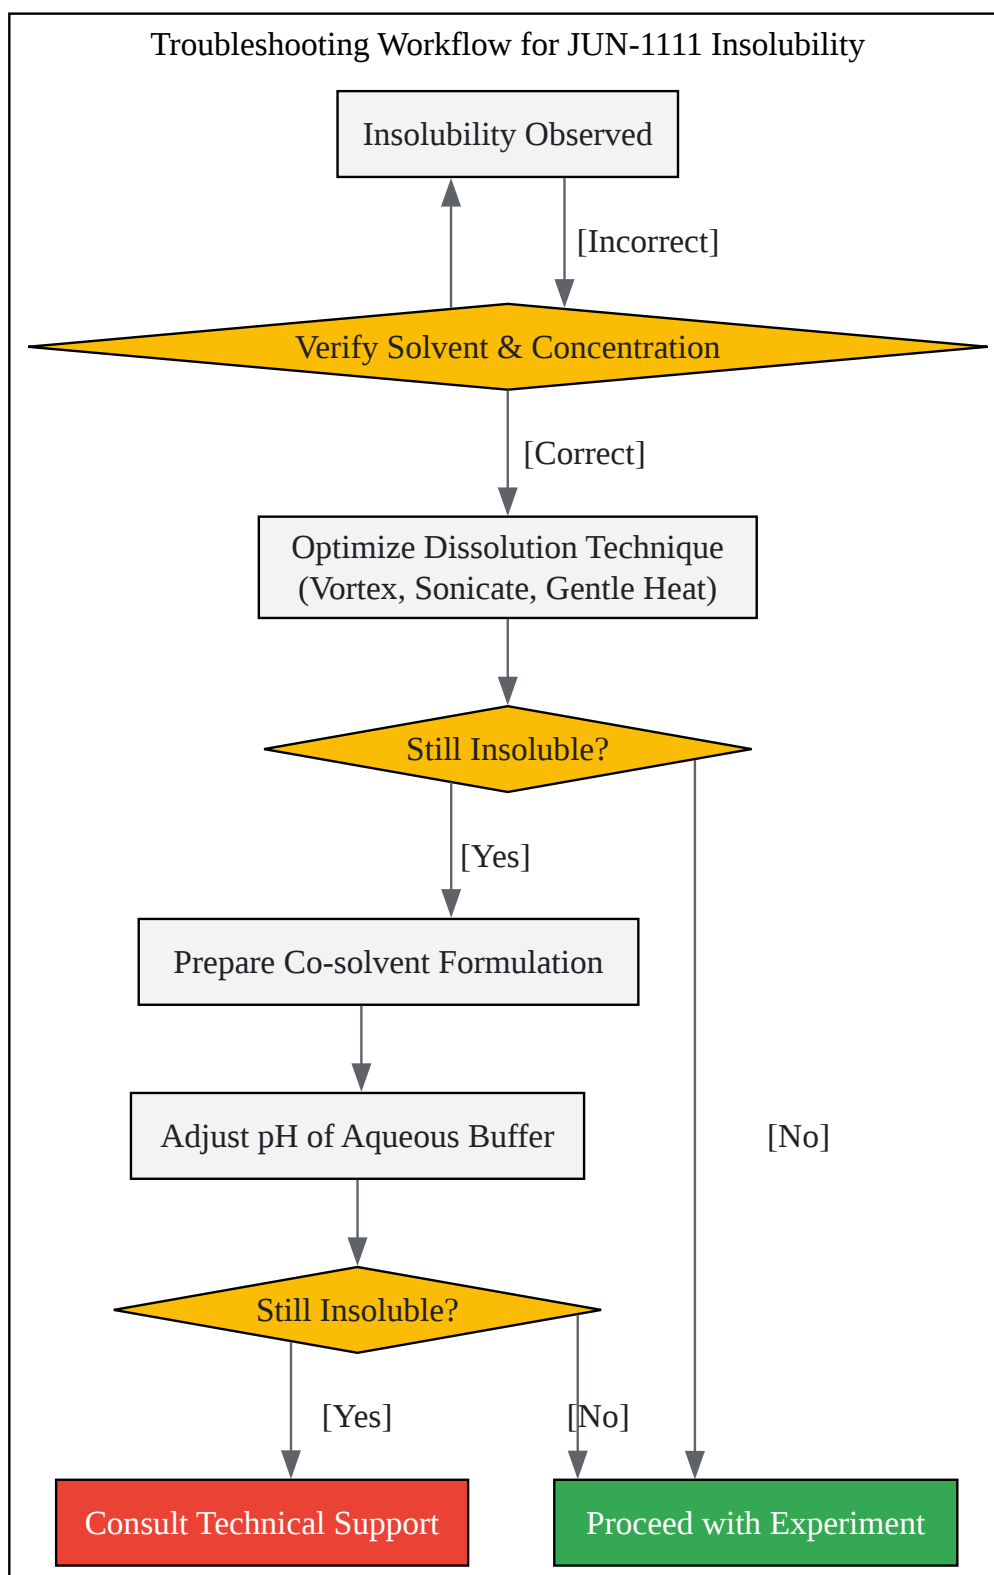 Troubleshooting Workflow for JUN-1111 Insolubility
Insolubility Observed
[Incorrect]
Verify Solvent & Concentration
[Correct]
Optimize Dissolution Technique
(Vortex, Sonicate, Gentle Heat)
Still Insoluble?
[Yes]
Prepare Co-solvent Formulation
Adjust pH of Aqueous Buffer
[No]
Still Insoluble?
[Yes]
[No]
Consult Technical Support
Proceed with Experiment